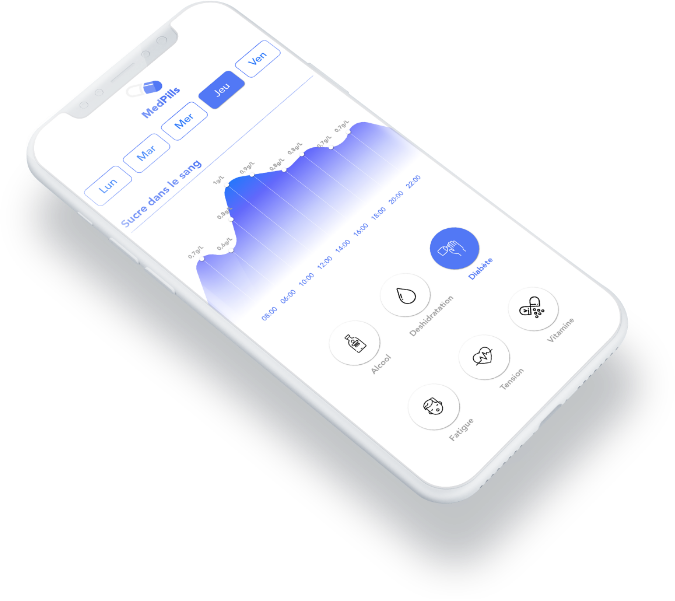 MedPills
Lun
Mar
Mer
Jeu
Ven
Sucre dans le sang
0,7g/L
0,6g/L
0,9g/L
1g/L
0,9g/L
0,8g/L
0,8g/L
0,7g/L
0,7g/L
08:00
06:00
10:00
12:00
14:00
16:00
18:00
20:00
22:00
Alcool
Deshidratation
Diabète
Fatigue
Tension
Vitamine